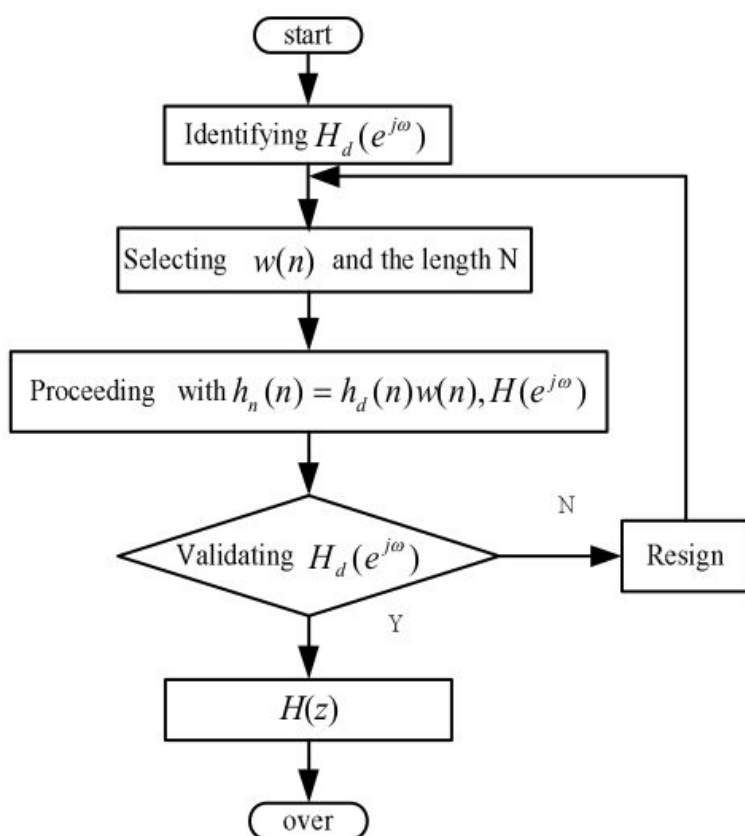 start
Identifying H_d(e^{jω})
Selecting w(n) and the length N
Proceeding with h_n(n) = h_d(n)w(n), H(e^{jω})
N
Validating H_d(e^{jω})
Resign
Y
H(z)
over